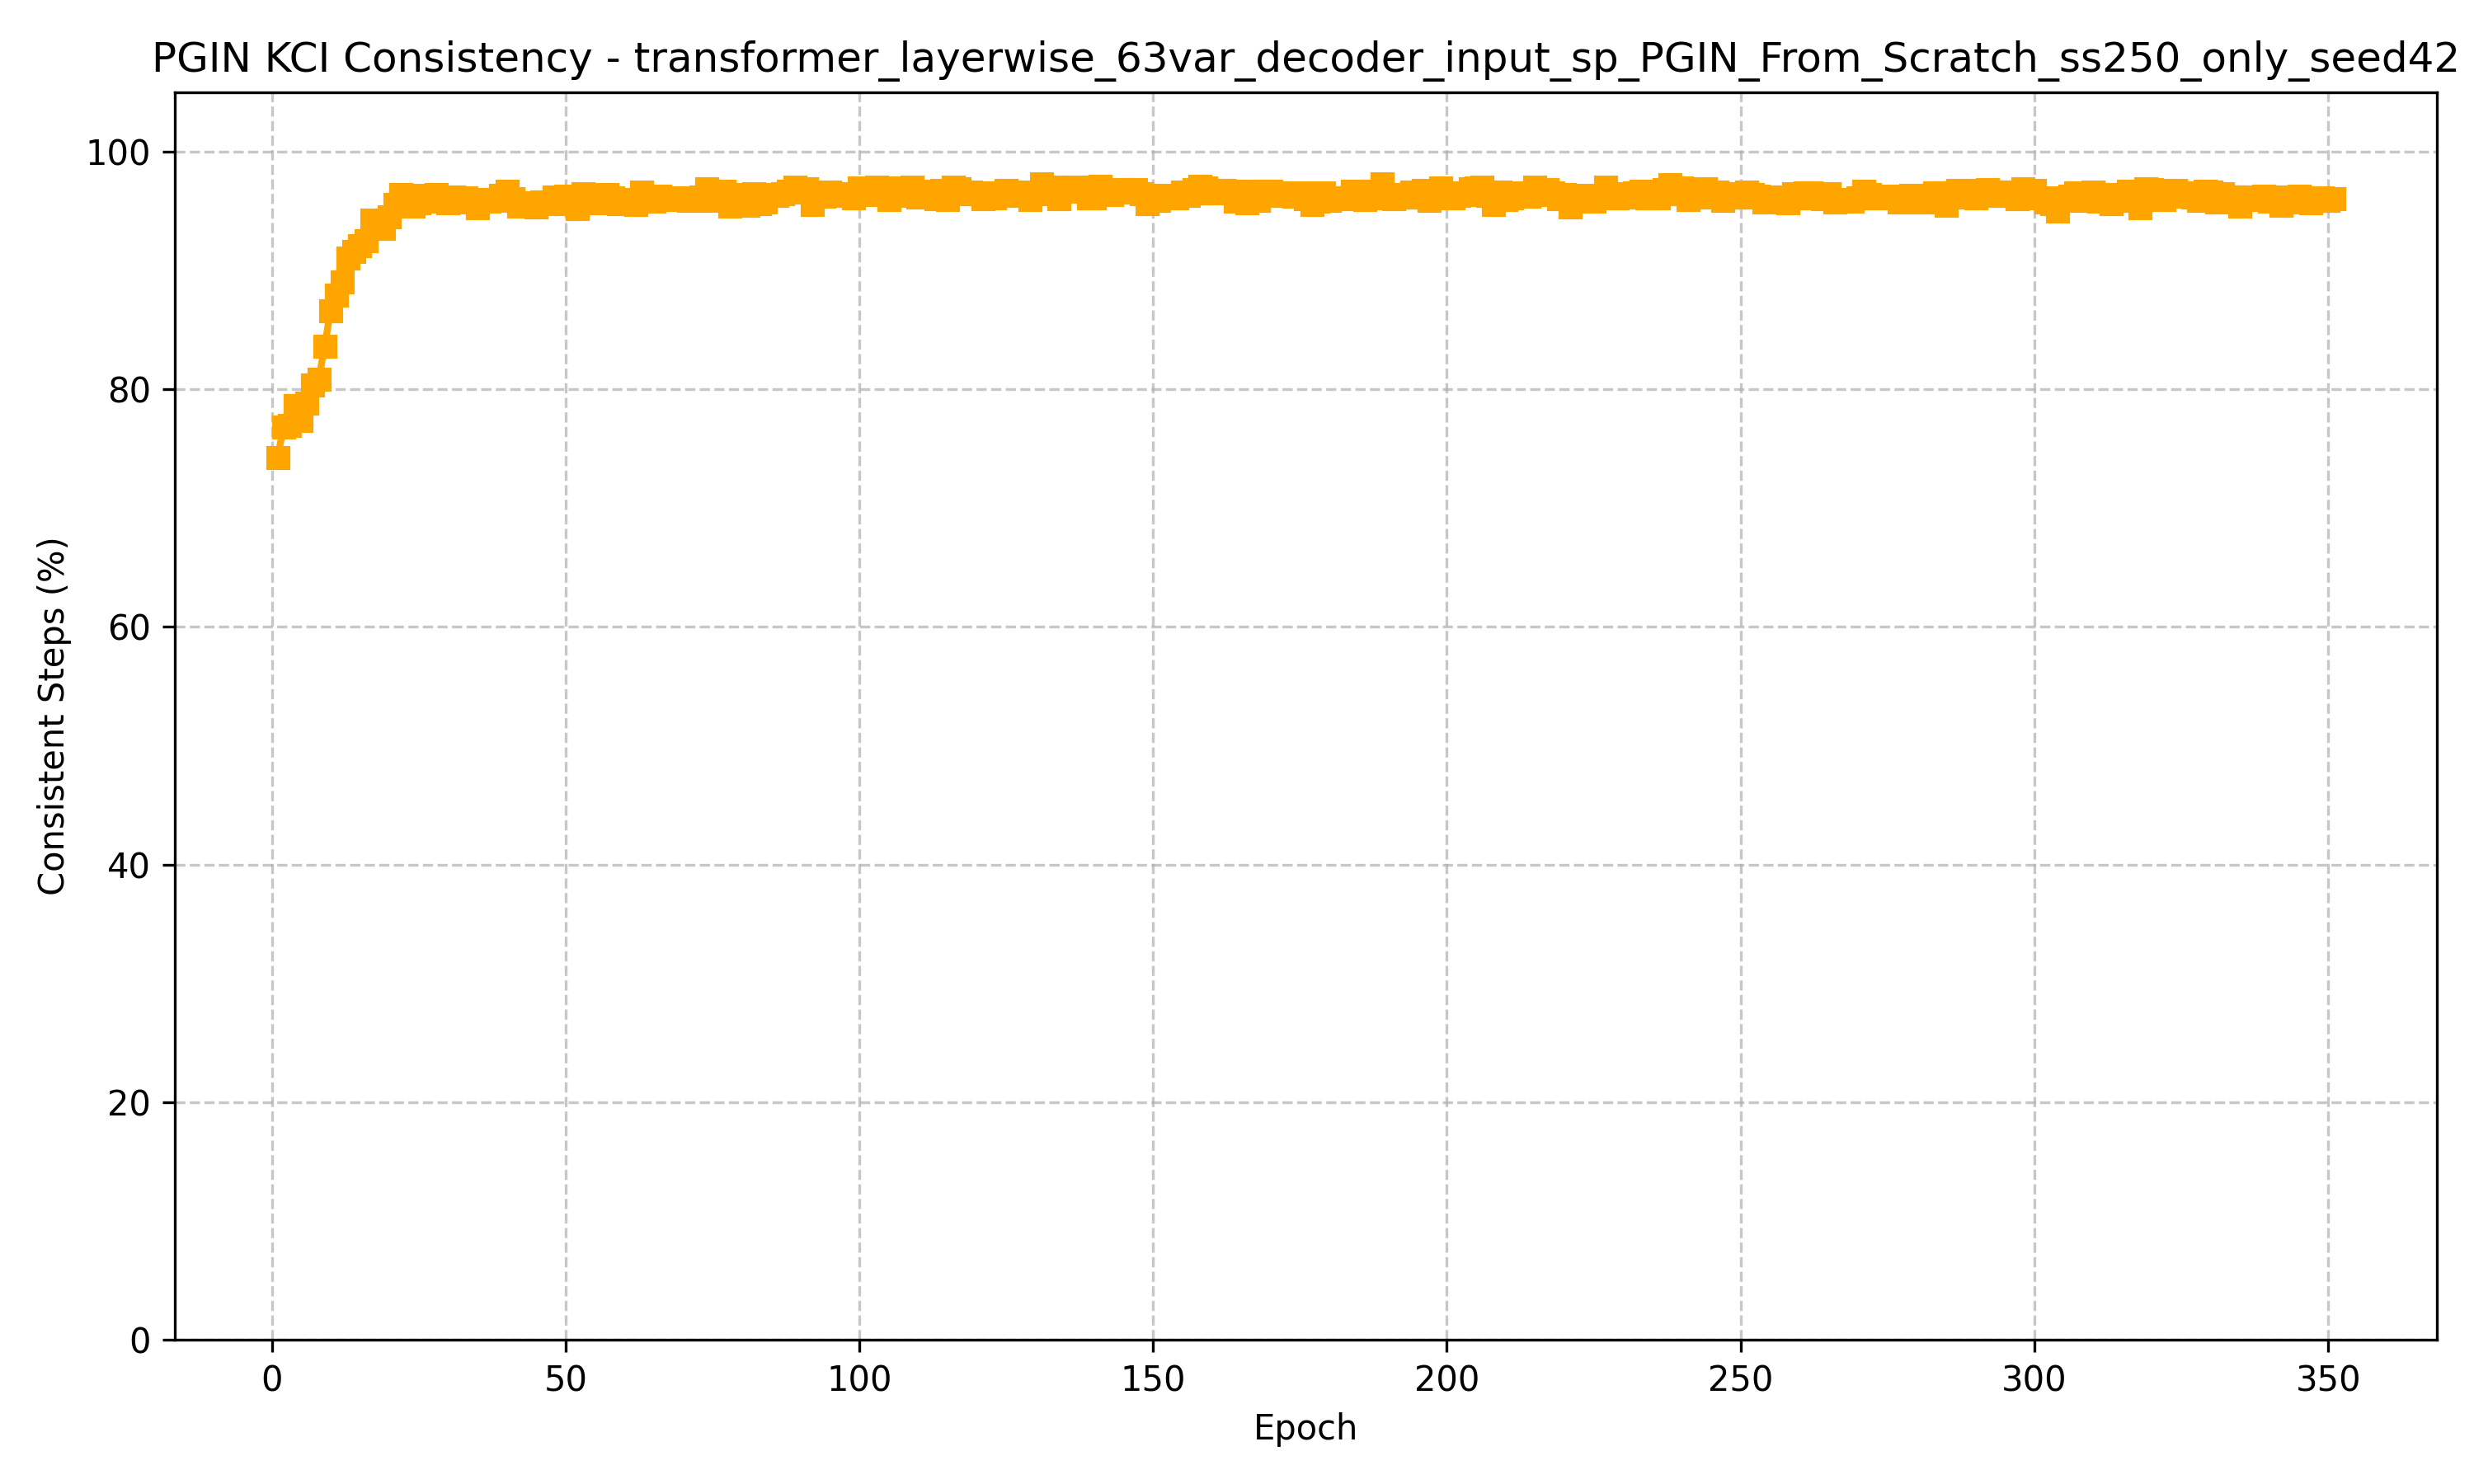 PGIN KCI Consistency - transformer_layerwise_63var_decoder_input_sp_PGIN_From_Scratch_ss250_only_seed42
Consistent Steps (%)
100
80
60
40
20
0
0 50 100 150 200 250 300 350
Epoch